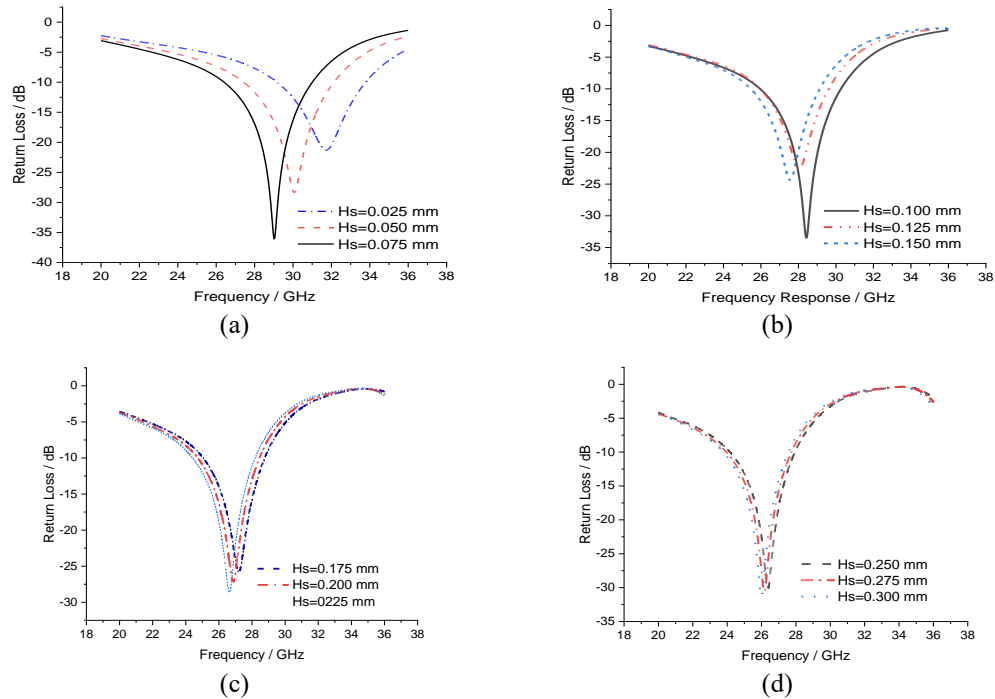 0
-5
-10
-15
-20
-25
-30
-35
-40
Return Loss / dB
Hs=0.025 mm
Hs=0.050 mm
Hs=0.075 mm
18 20 22 24 26 28 30 32 34 36 38
Frequency / GHz
(a)
0
-5
-10
-15
-20
-25
-30
-35
Return Loss / dB
Hs=0.100 mm
Hs=0.125 mm
Hs=0.150 mm
18 20 22 24 26 28 30 32 34 36 38
Frequency Response / GHz
(b)
0
-5
-10
-15
-20
-25
-30
Return Loss / dB
Hs=0.175 mm
Hs=0.200 mm
Hs=0225 mm
18 20 22 24 26 28 30 32 34 36 38
Frequency / GHz
(c)
0
-5
-10
-15
-20
-25
-30
-35
Return Loss / dB
Hs=0.250 mm
Hs=0.275 mm
Hs=0.300 mm
18 20 22 24 26 28 30 32 34 36 38
Frequency / GHz
(d)